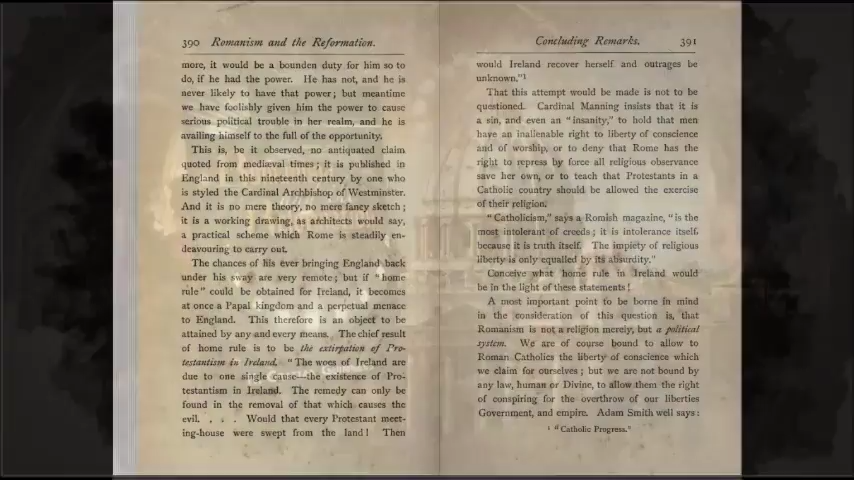 390 Romanism and the Reformation.
more, it would be a bounden duty for him so to
do, if he had the power. He has not, and he is
never likely to have that power; but meantime
we have foolishly given him the power to cause
serious political trouble in her realm, and he is
availing himself to the full of the opportunity.
This is, be it observed, no antiquated claim
quoted from mediæval times; it is published in
England in this nineteenth century by one who
is styled the Cardinal Archbishop of Westminster.
And it is no mere theory, no mere fancy sketch;
it is a working drawing, as architects would say,
a practical scheme which Rome is steadily en-
deavouring to carry out.
The chances of his ever bringing England back
under his sway are very remote; but if "home
rule" could be obtained for Ireland, it becomes
at once a Papal kingdom and a perpetual menace
to England. This therefore is an object to be
attained by any and every means. The chief result
of home rule is to be the extirpation of Pro-
testantism in Ireland. "The woes of Ireland are
due to one single cause—the existence of Pro-
testantism in Ireland. The remedy can only be
found in the removal of that which causes the
evil. . . . Would that every Protestant meet-
ing-house were swept from the land! Then
Concluding Remarks. 391
would Ireland recover herself and outrages be
unknown."¹
That this attempt would be made is not to be
questioned. Cardinal Manning insists that it is
a sin, and even an "insanity," to hold that men
have an inalienable right to liberty of conscience
and of worship, or to deny that Rome has the
right to repress by force all religious observance
save her own, or to teach that Protestants in a
Catholic country should be allowed the exercise
of their religion.
"Catholicism," says a Romish magazine, "is the
most intolerant of creeds; it is intolerance itself,
because it is truth itself. The impiety of religious
liberty is only equalled by its absurdity."
Conceive what home rule in Ireland would
be in the light of these statements!
A most important point to be borne in mind
in the consideration of this question is, that
Romanism is not a religion merely, but a political
system. We are of course bound to allow to
Roman Catholics the liberty of conscience which
we claim for ourselves; but we are not bound by
any law, human or Divine, to allow them the right
of conspiring for the overthrow of our liberties
Government, and empire. Adam Smith well says:
¹ "Catholic Progress."